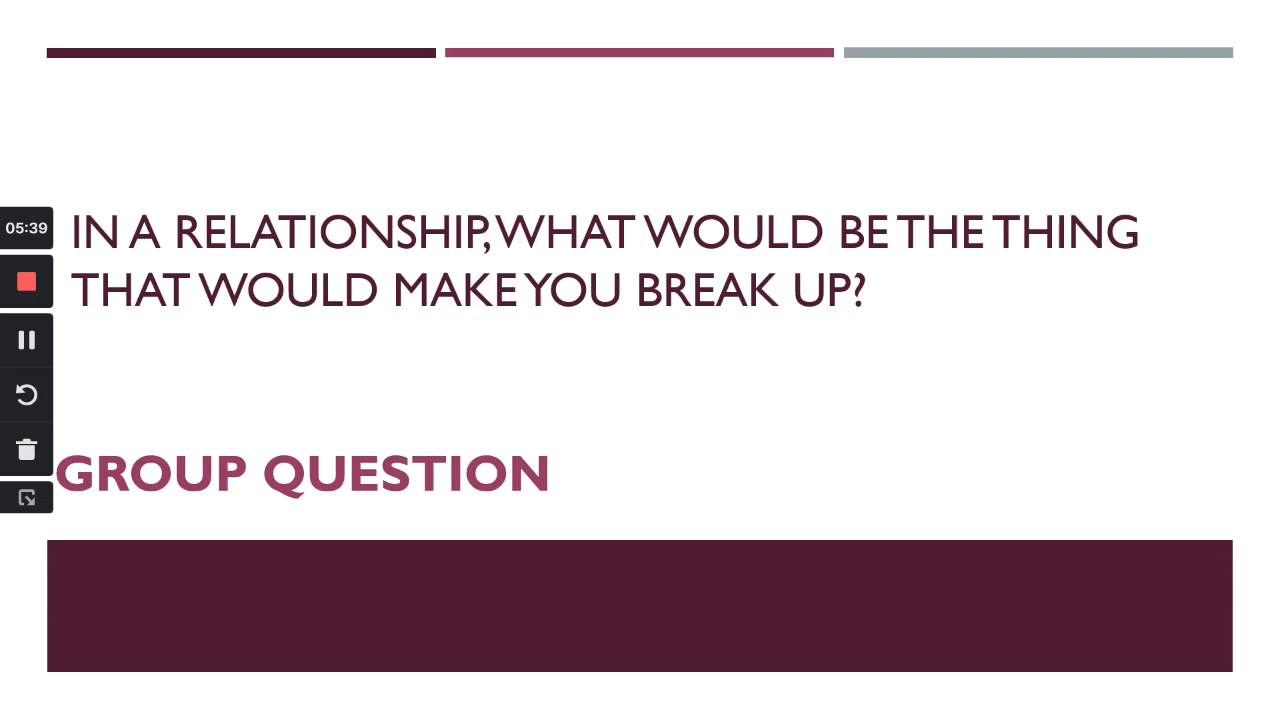 05:39
IN A RELATIONSHIP, WHAT WOULD BE THE THING
THAT WOULD MAKE YOU BREAK UP?
GROUP QUESTION